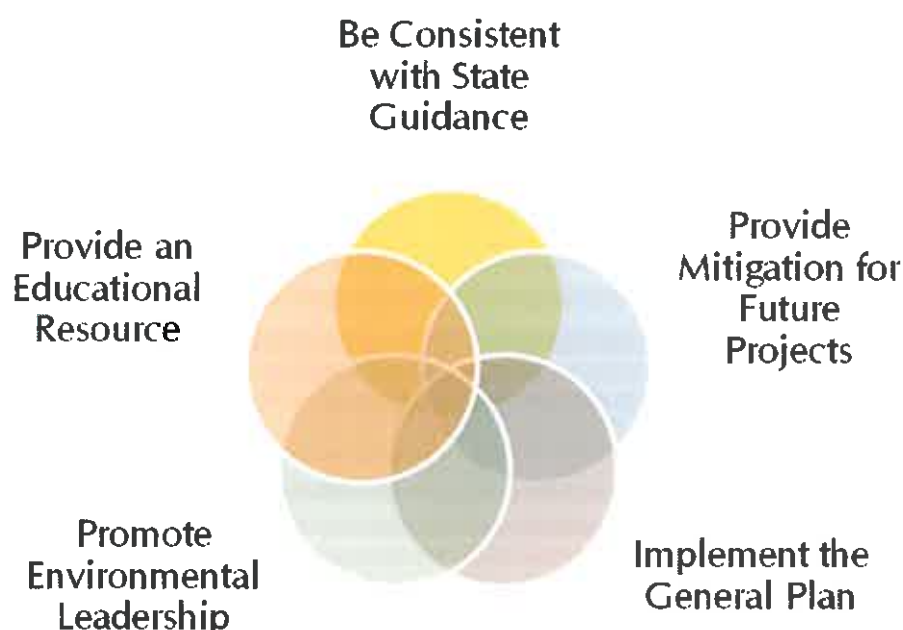 Be Consistent
with State
Guidance
Provide
Mitigation for
Future
Projects
Implement the
General Plan
Promote
Environmental
Leadership
Provide an
Educational
Resource